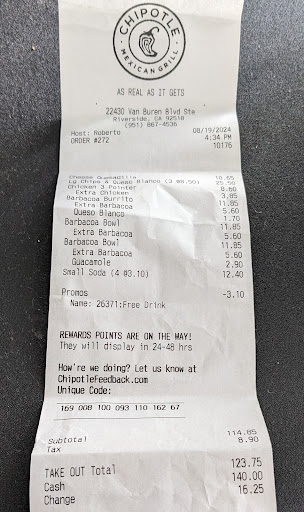 CHIPOTLE
MEXICAN GRILL
AS REAL AS IT GETS
22430 Van Buren Blvd Ste
Riverside, CA 92518
(951) 867-4536
Host: Roberto 08/19/2024
ORDER #272 4:34 PM
10176
Cheese Quesadilla 10.65
Lg Chips & Queso Blanco (3 @8.50) 25.50
Chicken 3 Pointer 8.60
Extra Chicken 3.85
Barbacoa Burrito 11.85
Extra Barbacoa 5.60
Queso Blanco 1.70
Barbacoa Bowl 11.85
Extra Barbacoa 5.60
Barbacoa Bowl 11.85
Extra Barbacoa 5.60
Guacamole 2.90
Small Soda (4 @3.10) 12.40
Promos -3.10
Name: 26371:Free Drink
REWARDS POINTS ARE ON THE WAY!
They will display in 24-48 hrs
How're we doing? Let us know at
ChipotleFeedback.com
Unique Code:
169 008 100 093 110 162 67
Subtotal 114.85
Tax 8.90
TAKE OUT Total 123.75
Cash 140.00
Change 16.25